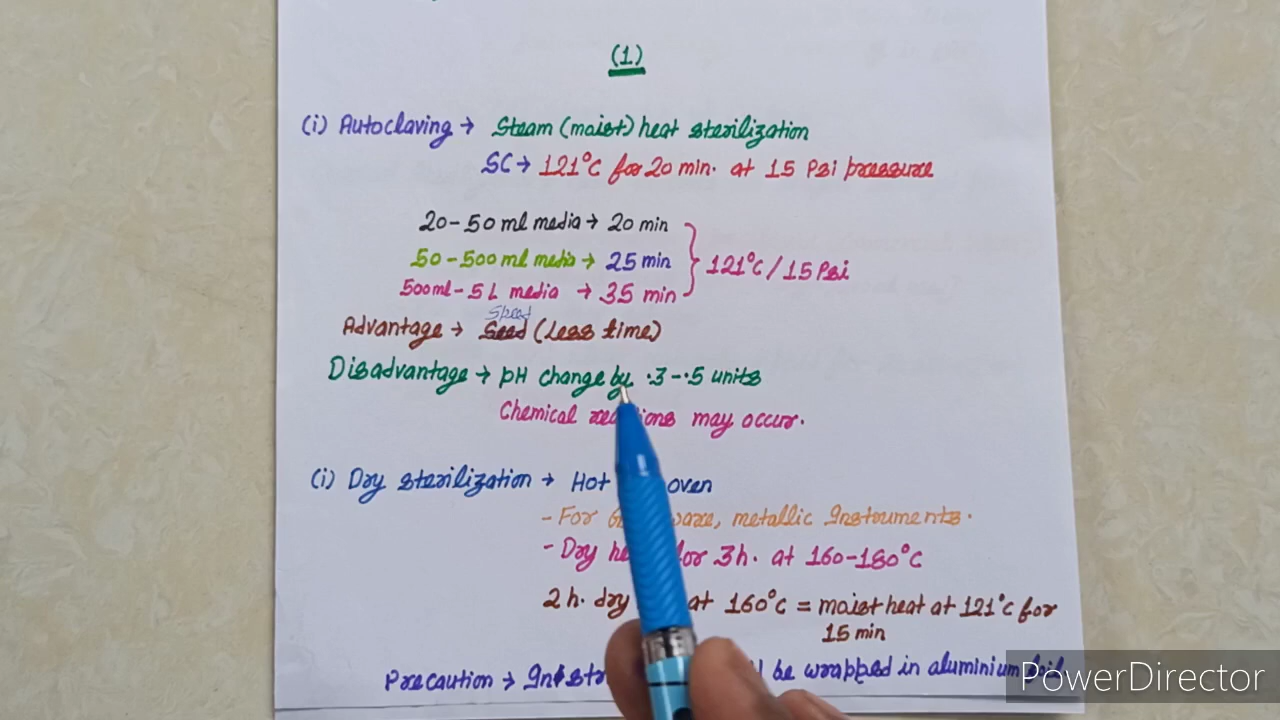 (1)
(i) Autoclaving → Steam (moist) heat sterilization
SC → 121°C for 20 min. at 15 Psi pressure
20-50 ml media → 20 min
50-500 ml media → 25 min
500ml-5L media → 35 min
121°C / 15 Psi
Speed
Advantage → Seed (Less time)
Disadvantage → pH change by .3-.5 units
Chemical reactions may occur.
(i) Dry sterilization → Hot oven
- For ware, metallic Instruments.
- Dry for 3h. at 160-180°C
2 h. dry at 160°C = moist heat at 121°C for
15 min
Precaution → be wrapped in aluminium foil
PowerDirector